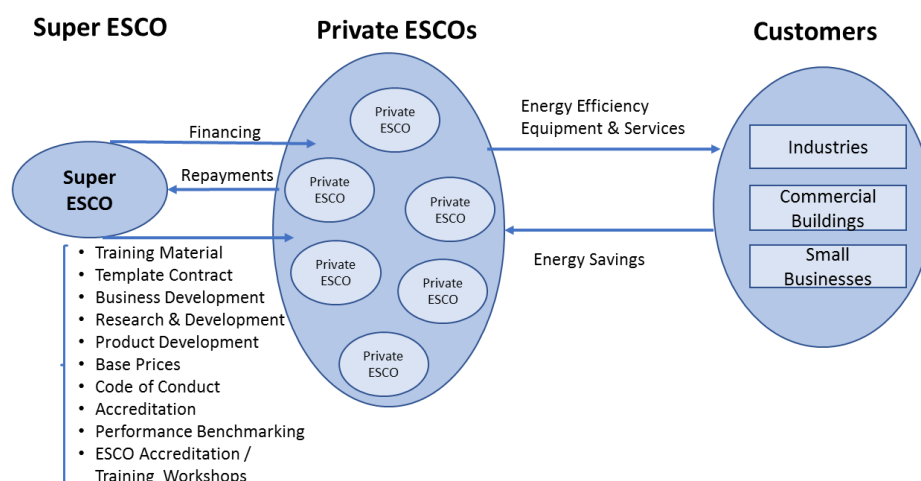 Super ESCO
Private ESCOs
Customers
Financing
Repayments
Super
ESCO
• Training Material
• Template Contract
• Business Development
• Research & Development
• Product Development
• Base Prices
• Code of Conduct
• Accreditation
• Performance Benchmarking
• ESCO Accreditation /
Training Workshops
Private
ESCO
Private
ESCO
Private
ESCO
Private
ESCO
Private
ESCO
Private
ESCO
Energy Efficiency
Equipment & Services
Energy Savings
Industries
Commercial
Buildings
Small
Businesses